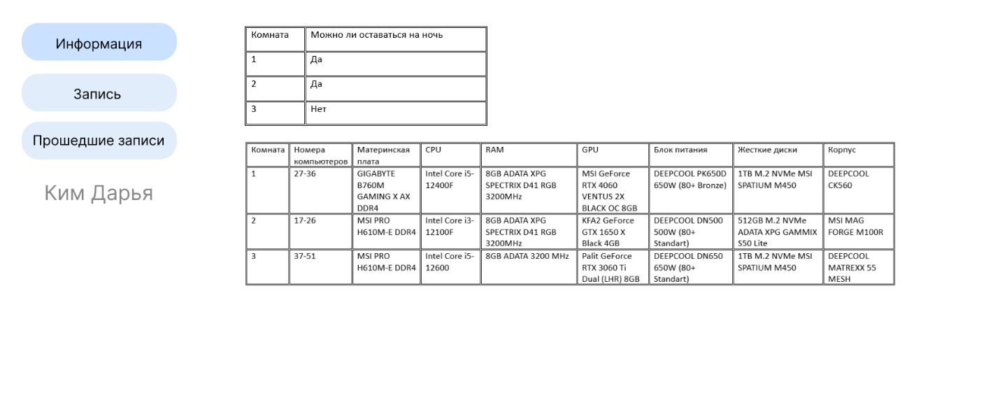 Информация
Запись
Прошедшие записи
Ким Дарья
Комната Можно ли оставаться на ночь
1 Да
2 Да
3 Нет
Комната Номера компьютеров Материнская плата CPU RAM GPU Блок питания Жесткие диски Корпус
1 27-36 GIGABYTE B760M GAMING X AX DDR4 Intel Core i5-12400F 8GB ADATA XPG SPECTRIX D41 RGB 3200MHz MSI GeForce RTX 4060 VENTUS 2X BLACK OC 8GB DEEPCOOL PK650D 650W (80+ Bronze) 1TB M.2 NVMe MSI SPATIUM M450 DEEPCOOL CK560
2 17-26 MSI PRO H610M-E DDR4 Intel Core i3-12100F 8GB ADATA XPG SPECTRIX D41 RGB 3200MHz KFA2 GeForce GTX 1650 X Black 4GB DEEPCOOL DN500 500W (80+ Standart) 512GB M.2 NVMe ADATA XPG GAMMIX S50 Lite MSI MAG FORGE M100R
3 37-51 MSI PRO H610M-E DDR4 Intel Core i5-12600 8GB ADATA 3200 MHz Palit GeForce RTX 3060 Ti Dual (LHR) 8GB DEEPCOOL DN650 650W (80+ Standart) 1TB M.2 NVMe MSI SPATIUM M450 DEEPCOOL MATREXX 55 MESH